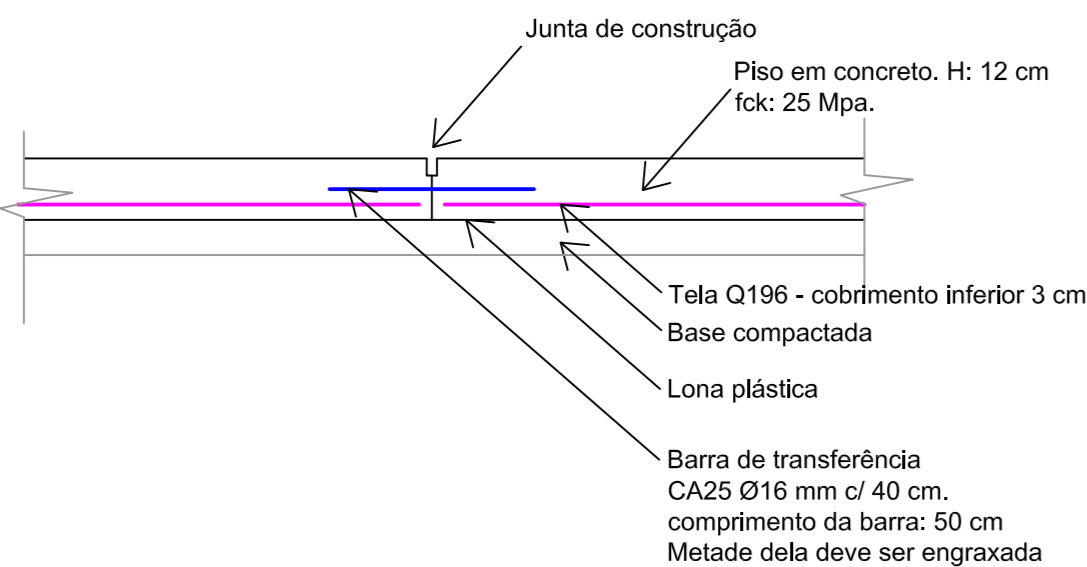 Junta de construção
Piso em concreto. H: 12 cm
fck: 25 Mpa.
Tela Q196 - cobrimento inferior 3 cm
Base compactada
Lona plástica
Barra de transferência
CA25 Ø16 mm c/ 40 cm.
comprimento da barra: 50 cm
Metade dela deve ser engraxada